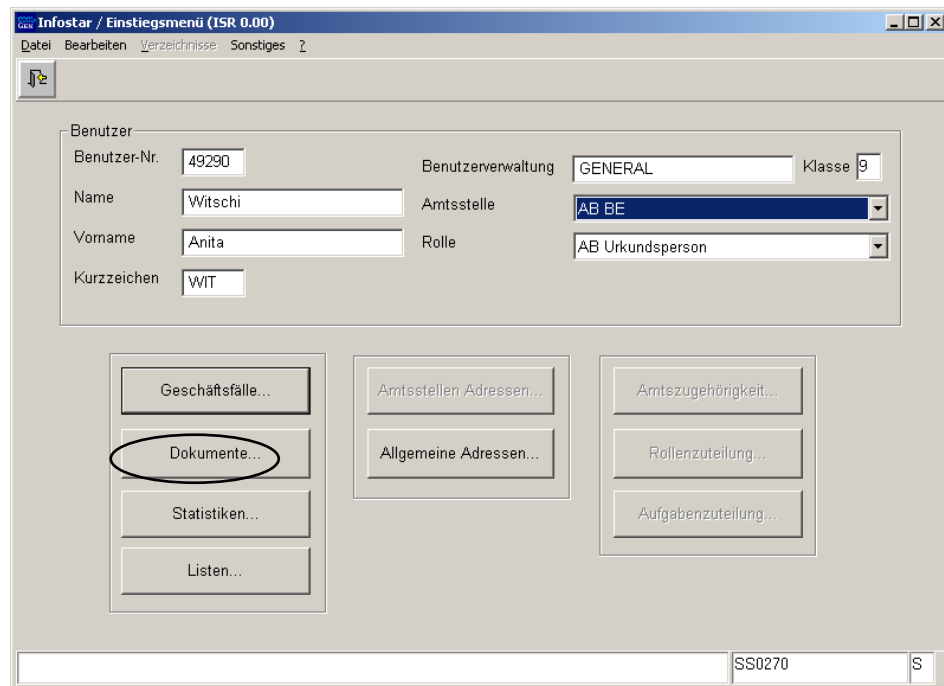 GEN Infostar / Einstiegsmenü (ISR 0.00)
Datei Bearbeiten Verzeichnisse Sonstiges ?
Benutzer
Benutzer-Nr. 49290 Benutzerverwaltung GENERAL Klasse 9
Name Witschi Amtsstelle AB BE
Vorname Anita Rolle AB Urkundsperson
Kurzzeichen WIT
Geschäftsfälle... Amtsstellen Adressen... Amtszugehörigkeit...
Dokumente... Allgemeine Adressen... Rollenzuteilung...
Statistiken... Aufgabenzuteilung...
Listen...
SS0270 S